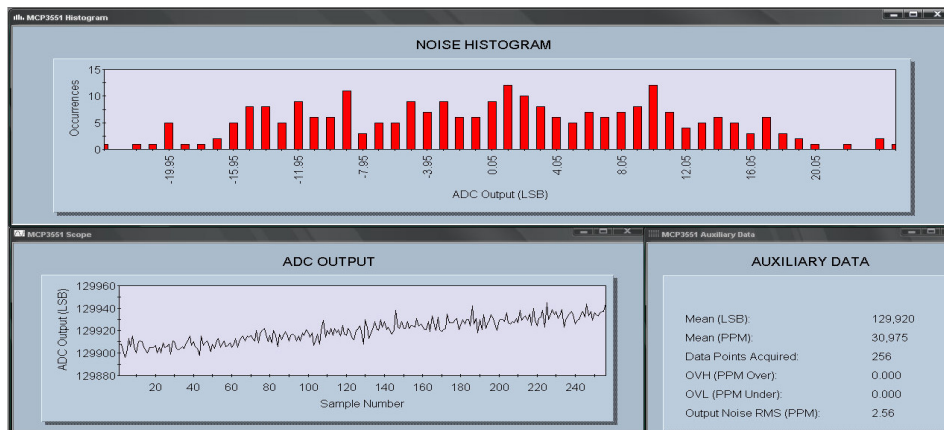 MCP3551 Histogram
NOISE HISTOGRAM
Occurrences
15
10
5
0
-19.95 -15.95 -11.95 -7.95 -3.95 0.05 4.05 8.05 12.05 16.05 20.05
ADC Output (LSB)
MCP3551 Scope
ADC OUTPUT
ADC Output (LSB)
129960
129940
129920
129900
129880
20 40 60 80 100 120 140 160 180 200 220 240
Sample Number
MCP3551 Auxiliary Data
AUXILIARY DATA
Mean (LSB): 129,920
Mean (PPM): 30,975
Data Points Acquired: 256
OVH (PPM Over): 0.000
OVL (PPM Under): 0.000
Output Noise RMS (PPM): 2.56